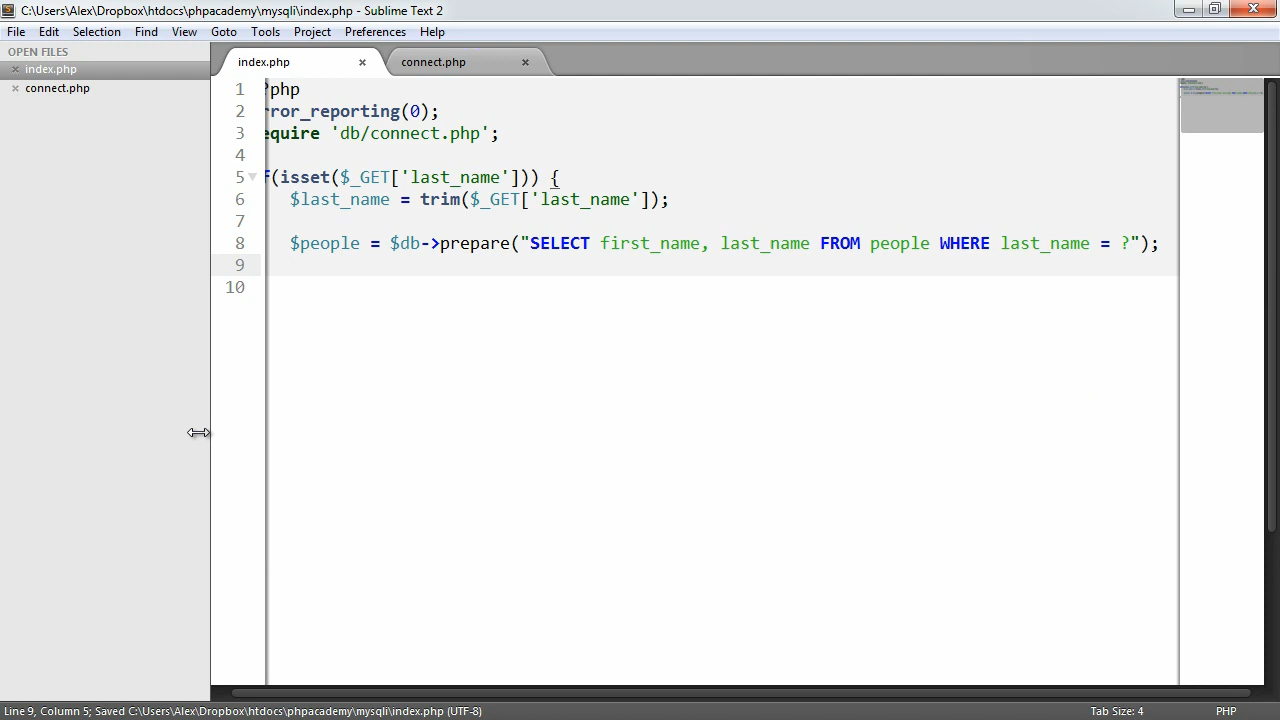 C:\Users\Alex\Dropbox\htdocs\phpacademy\mysqli\index.php - Sublime Text 2
File Edit Selection Find View Goto Tools Project Preferences Help
OPEN FILES
index.php
connect.php
index.php connect.php
1 ?php
2 rror_reporting(0);
3 equire 'db/connect.php';
4
5 f(isset($_GET['last_name'])) {
6 $last_name = trim($_GET['last_name']);
7
8 $people = $db->prepare("SELECT first_name, last_name FROM people WHERE last_name = ?");
9
10
Line 9, Column 5; Saved C:\Users\Alex\Dropbox\htdocs\phpacademy\mysqli\index.php (UTF-8)
Tab Size: 4
PHP